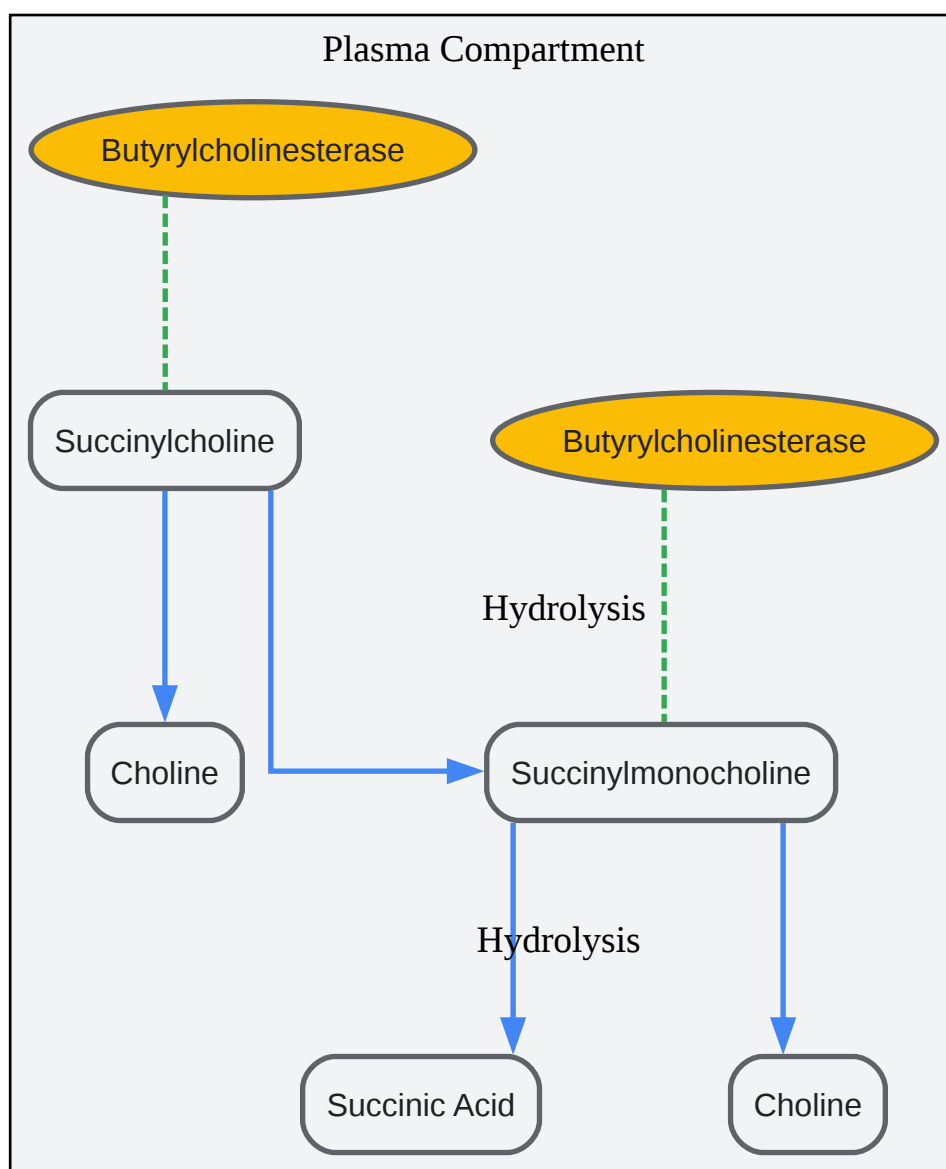 Plasma Compartment
Butyrylcholinesterase
Succinylcholine
Butyrylcholinesterase
Hydrolysis
Choline
Succinylmonocholine
Hydrolysis
Succinic Acid
Choline